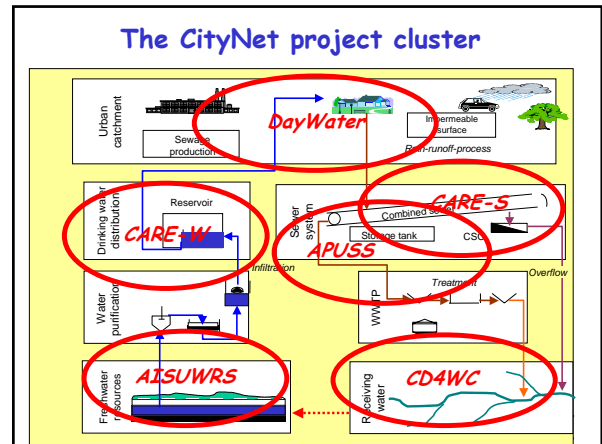 The CityNet project cluster
Urban
catchment
Sewage
production
DayWater
Impermeable
surface
Rain-runoff-process
Drinking water
distribution
Reservoir
CARE-W
Sewer
system
Combined sewer
Storage tank
CARE-S
CSO
APUSS
Infiltration
Overflow
Water
purification
WWTP
Treatment
Freshwater
resources
AISUWRS
Receiving
water
CD4WC